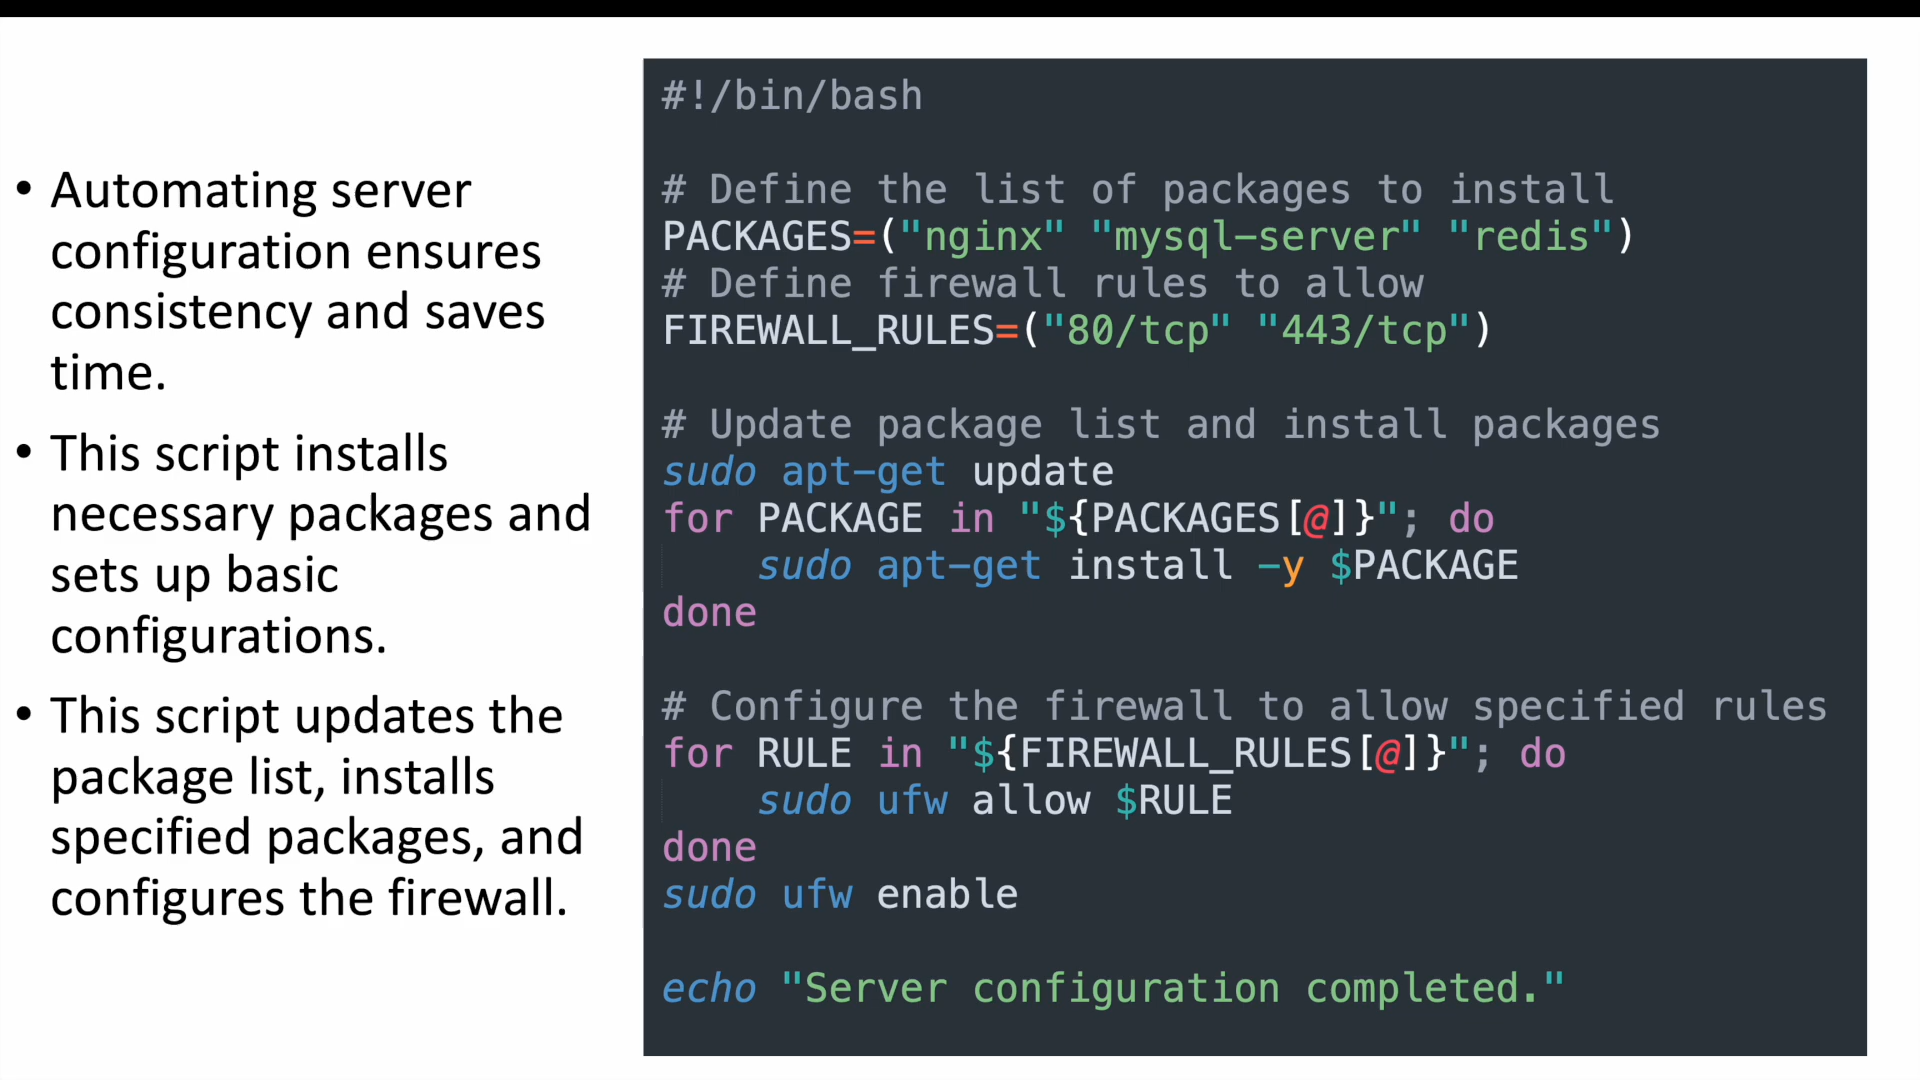 • Automating server
configuration ensures
consistency and saves
time.
• This script installs
necessary packages and
sets up basic
configurations.
• This script updates the
package list, installs
specified packages, and
configures the firewall.
#!/bin/bash

# Define the list of packages to install
PACKAGES=("nginx" "mysql-server" "redis")
# Define firewall rules to allow
FIREWALL_RULES=("80/tcp" "443/tcp")

# Update package list and install packages
sudo apt-get update
for PACKAGE in "${PACKAGES[@]}"; do
    sudo apt-get install -y $PACKAGE
done

# Configure the firewall to allow specified rules
for RULE in "${FIREWALL_RULES[@]}"; do
    sudo ufw allow $RULE
done
sudo ufw enable

echo "Server configuration completed."